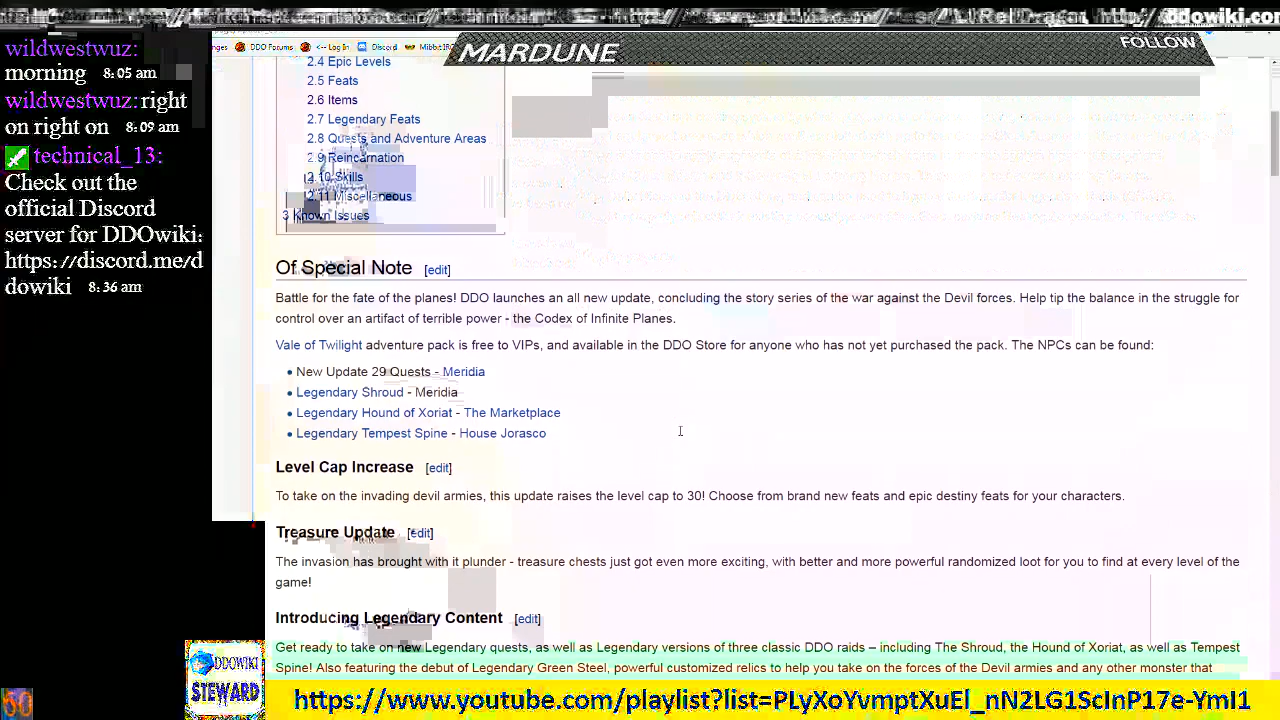 http://
ddowiki.com
DDO Forums
<-- Log In
Discord
MARDUNE
FOLLOW
wildwestwuz:
morning 8:05 am
wildwestwuz: right
on right on 8:09 am
technical_13:
Check out the
official Discord
server for DDOwiki:
https://discord.me/d
dowiki 8:36 am
2.4 Epic Levels
2.5 Feats
2.6 Items
2.7 Legendary Feats
2.8 Quests and Adventure Areas
2.9 Reincarnation
2.10 Skills
2.11 Miscellaneous
3 Known Issues
Of Special Note [edit]
Battle for the fate of the planes! DDO launches an all new update, concluding the story series of the war against the Devil forces. Help tip the balance in the struggle for
control over an artifact of terrible power - the Codex of Infinite Planes.
Vale of Twilight adventure pack is free to VIPs, and available in the DDO Store for anyone who has not yet purchased the pack. The NPCs can be found:
• New Update 29 Quests - Meridia
• Legendary Shroud - Meridia
• Legendary Hound of Xoriat - The Marketplace
• Legendary Tempest Spine - House Jorasco
Level Cap Increase [edit]
To take on the invading devil armies, this update raises the level cap to 30! Choose from brand new feats and epic destiny feats for your characters.
Treasure Update [edit]
The invasion has brought with it plunder - treasure chests just got even more exciting, with better and more powerful randomized loot for you to find at every level of the
game!
Introducing Legendary Content [edit]
Get ready to take on new Legendary quests, as well as Legendary versions of three classic DDO raids – including The Shroud, the Hound of Xoriat, as well as Tempest
Spine! Also featuring the debut of Legendary Green Steel, powerful customized relics to help you take on the forces of the Devil armies and any other monster that
DDOWIKI
STEWARD
https://www.youtube.com/playlist?list=PLyXoYvmptXuEl_nN2LG1ScInP17e-YmI1